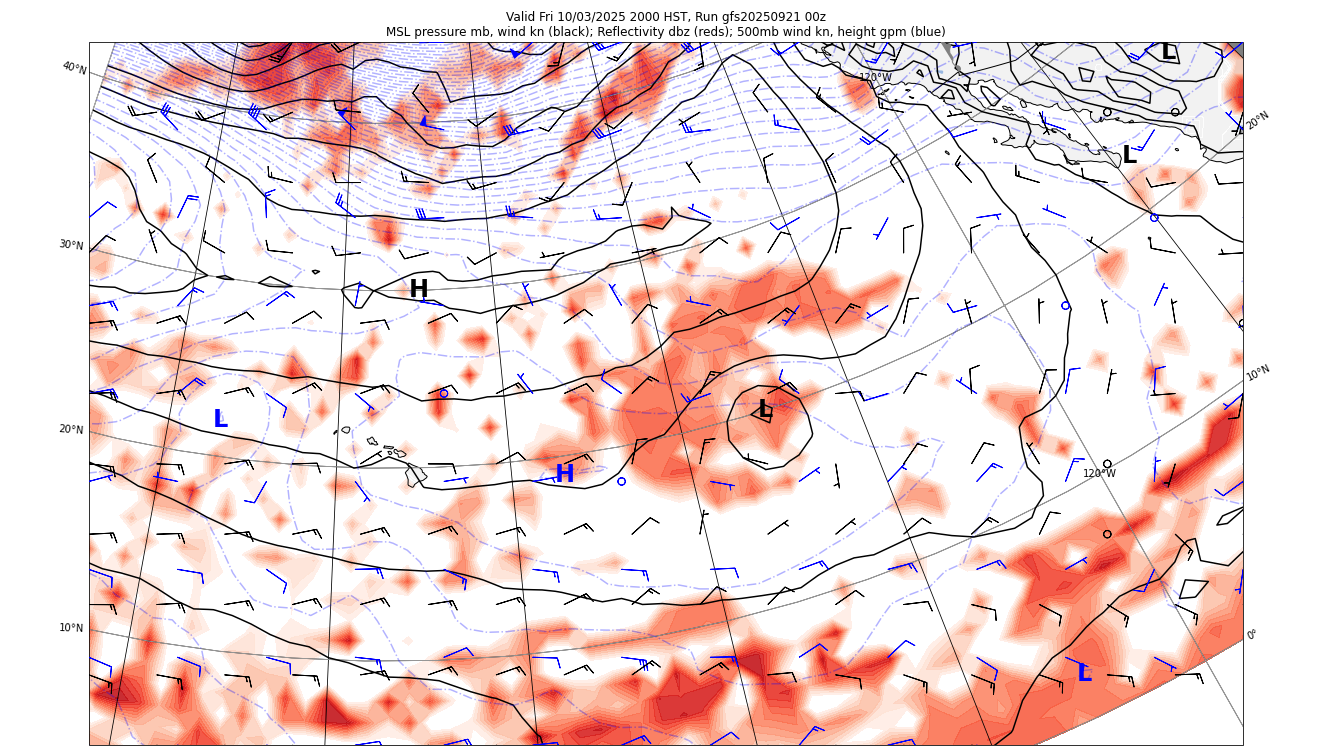 Valid Fri 10/03/2025 2000 HST, Run gfs20250921 00z
MSL pressure mb, wind kn (black); Reflectivity dbz (reds); 500mb wind kn, height gpm (blue)
L
40°N
120°W
20°N
L
30°N
H
10°N
L
L
20°N
H
120°W
10°N
0°
L